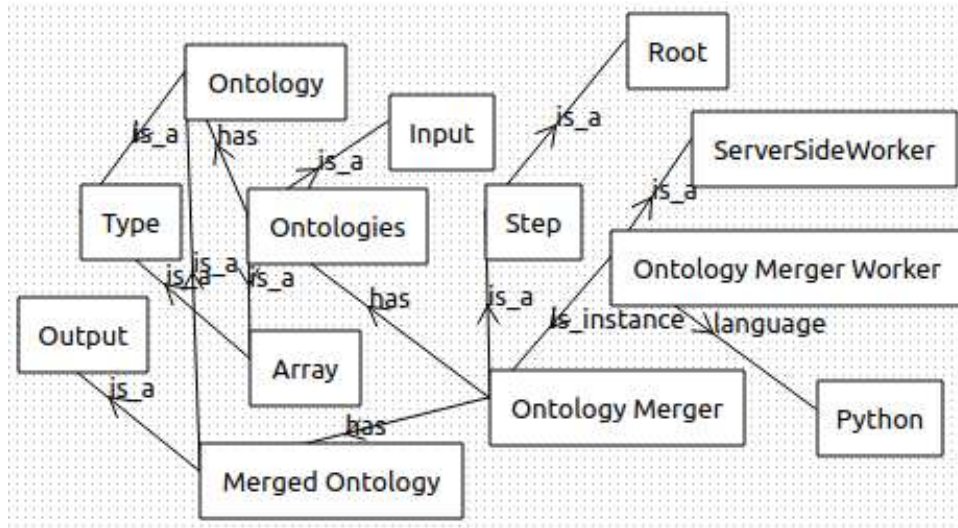 Root
Ontology
is_a
has
Input
is_a
is_a
ServerSideWorker
is_a
Type
Ontologies
Step
Ontology Merger Worker
is_a
is_a
is_a
has
is_a
Is_instance
language
Output
Array
is_a
Ontology Merger
Python
has
Merged Ontology